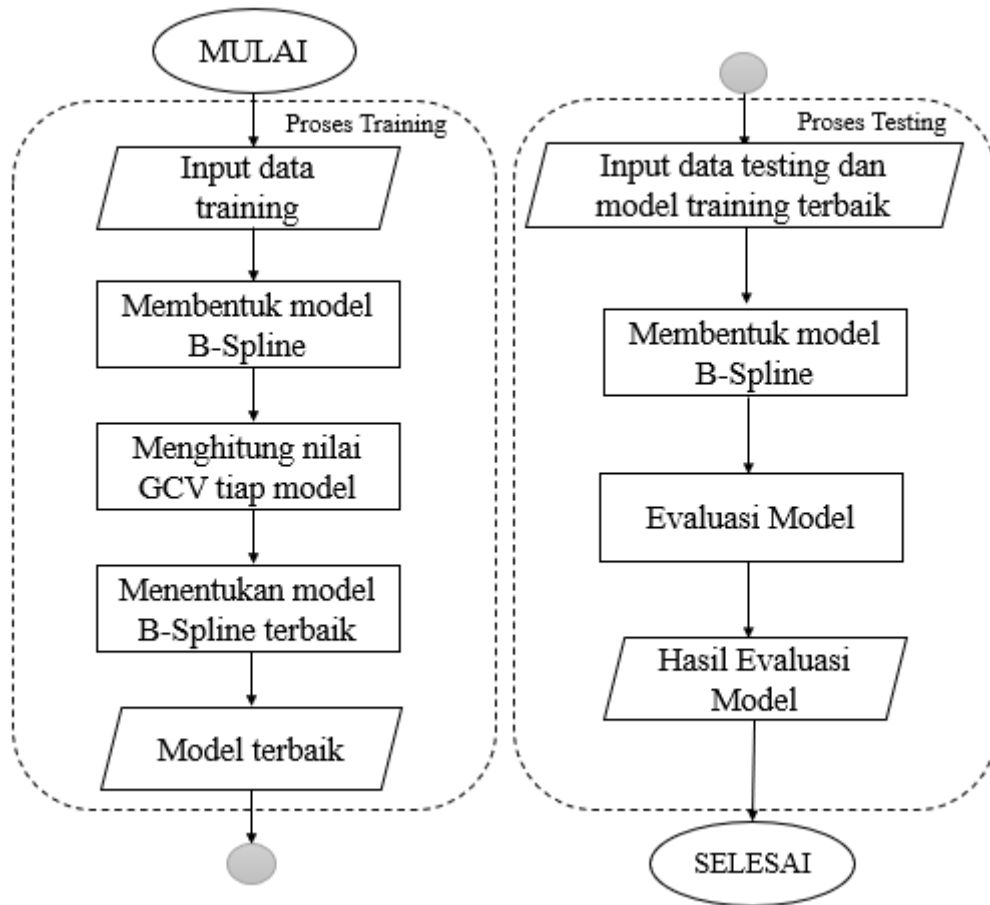 MULAI
Proses Training
Input data
training
Membentuk model
B-Spline
Menghitung nilai
GCV tiap model
Menentukan model
B-Spline terbaik
Model terbaik
Proses Testing
Input data testing dan
model training terbaik
Membentuk model
B-Spline
Evaluasi Model
Hasil Evaluasi
Model
SELESAI